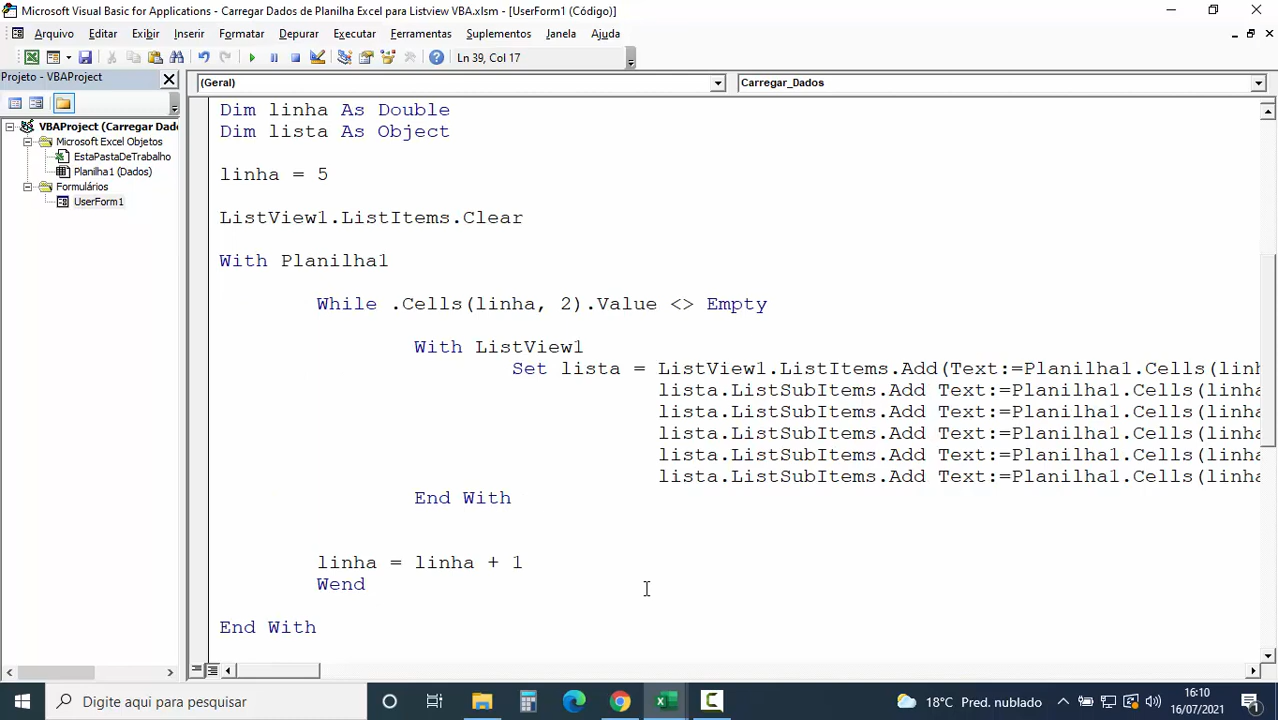 Microsoft Visual Basic for Applications - Carregar Dados de Planilha Excel para Listview VBA.xlsm - [UserForm1 (Código)]
Arquivo Editar Exibir Inserir Formatar Depurar Executar Ferramentas Suplementos Janela Ajuda
Ln 39, Col 17
Projeto - VBAProject
(Geral)
Carregar_Dados
VBAProject (Carregar Dado
Microsoft Excel Objetos
EstaPastaDeTrabalho
Planilha1 (Dados)
Formulários
UserForm1
Dim linha As Double
Dim lista As Object
linha = 5
ListView1.ListItems.Clear
With Planilha1
While .Cells(linha, 2).Value <> Empty
With ListView1
Set lista = ListView1.ListItems.Add(Text:=Planilha1.Cells(linh
lista.ListSubItems.Add Text:=Planilha1.Cells(linha
lista.ListSubItems.Add Text:=Planilha1.Cells(linha
lista.ListSubItems.Add Text:=Planilha1.Cells(linha
lista.ListSubItems.Add Text:=Planilha1.Cells(linha
lista.ListSubItems.Add Text:=Planilha1.Cells(linha
End With
linha = linha + 1
Wend
End With
Digite aqui para pesquisar
18°C Pred. nublado
16:10
16/07/2021
1